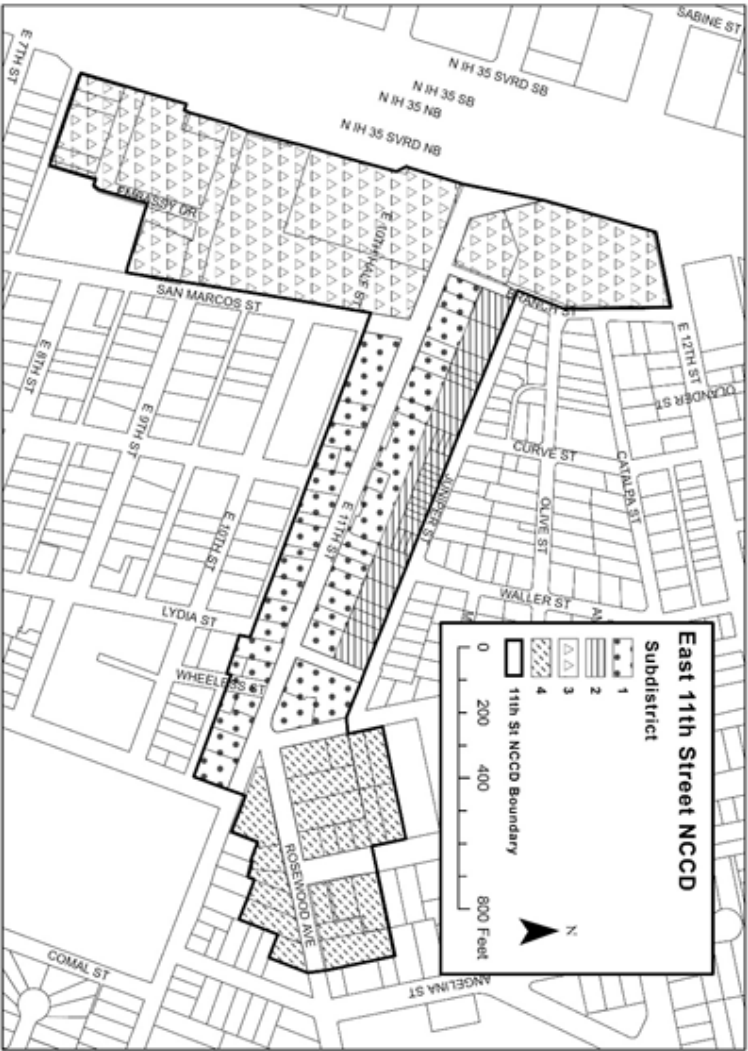 East 11th Street NCCD
Subdistrict
1
2
3
4
11th St NCCD Boundary
0 200 400 800 Feet
N
SABINE ST
N IH 35 SVRD SB
N IH 35 SB
N IH 35 NB
N IH 35 SVRD NB
E 7TH ST
EMBASSY DR
E 10TH HALF ST
SAN MARCOS ST
BRANCH ST
E 12TH ST
OLANDER ST
E 8TH ST
E 9TH ST
CURVE ST
CATALPA ST
OLIVE ST
JUNIPER ST
E 11TH ST
E 10TH ST
WALLER ST
LYDIA ST
WHEELESS ST
ROSEWOOD AVE
ANGELINA ST
COMAL ST